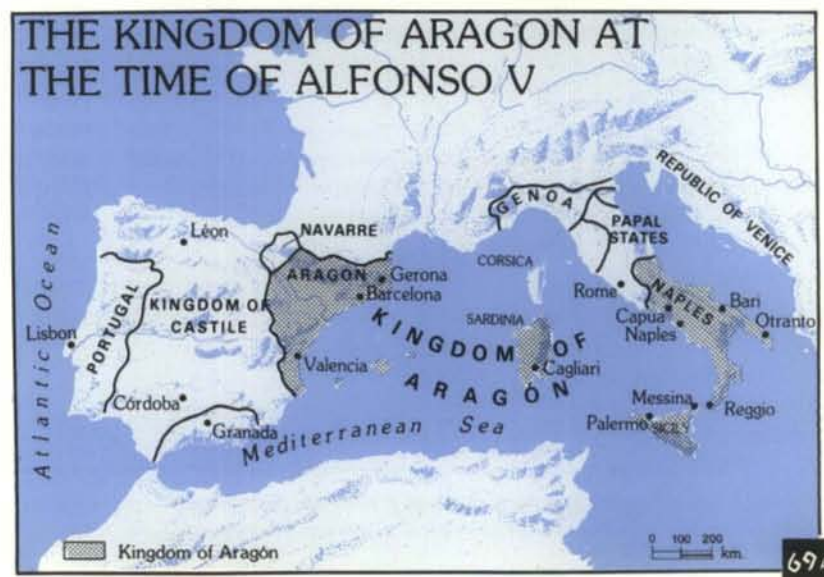 THE KINGDOM OF ARAGON AT
THE TIME OF ALFONSO V
Atlantic Ocean
Léon
NAVARRE
GENOA
PAPAL
STATES
REPUBLIC OF VENICE
CORSICA
ARAGON
Gerona
Barcelona
PORTUGAL
KINGDOM OF
CASTILE
Lisbon
Rome
NAPLES
Bari
Capua
Naples
Otranto
SARDINIA
KINGDOM OF
ARAGÓN
Valencia
Cagliari
Córdoba
Granada
Messina
Reggio
Palermo
SICILY
Mediterranean Sea
Kingdom of Aragón
0 100 200
km.